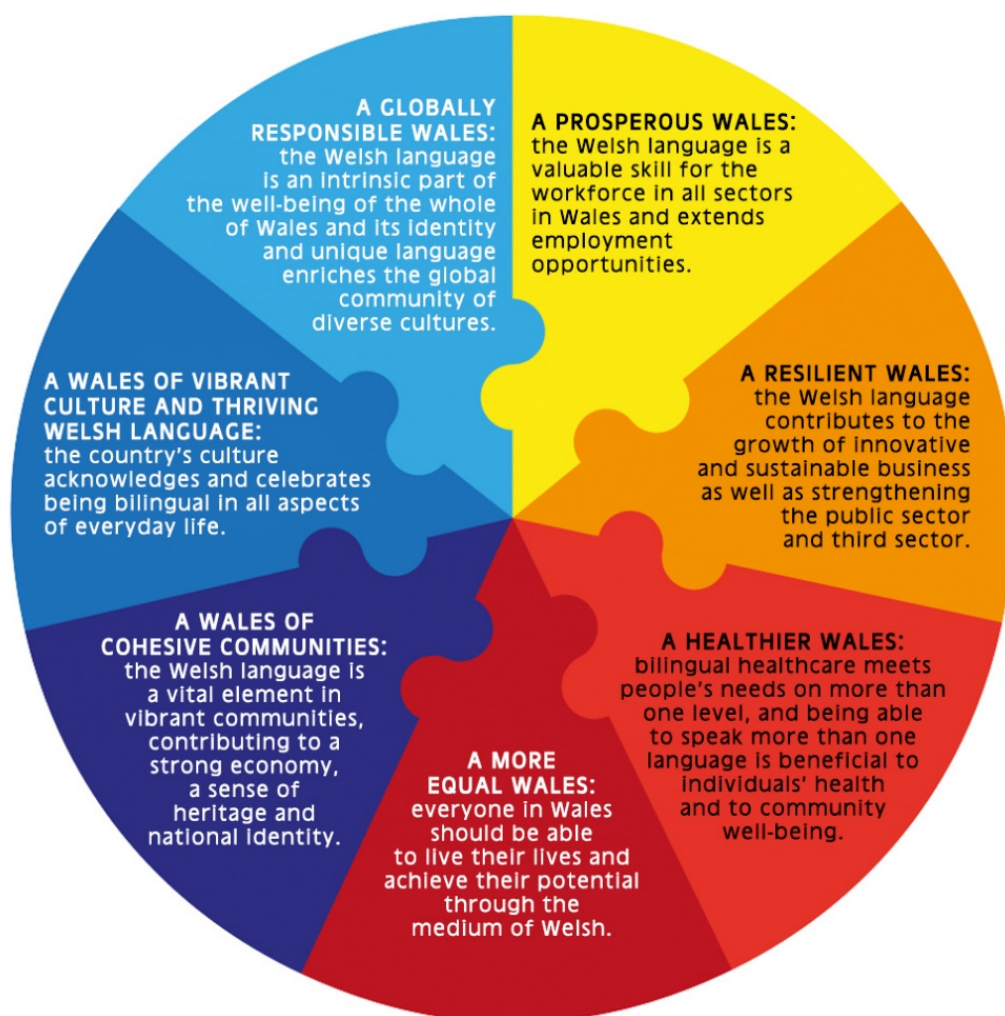 A GLOBALLY
RESPONSIBLE WALES:
the Welsh language
is an intrinsic part of
the well-being of the whole
of Wales and its identity
and unique language
enriches the global
community of
diverse cultures.
A PROSPEROUS WALES:
the Welsh language is a
valuable skill for the
workforce in all sectors
in Wales and extends
employment
opportunities.
A RESILIENT WALES:
the Welsh language
contributes to the
growth of innovative
and sustainable business
as well as strengthening
the public sector
and third sector.
A HEALTHIER WALES:
bilingual healthcare meets
people's needs on more than
one level, and being able
to speak more than one
language is beneficial to
individuals' health
and to community
well-being.
A MORE
EQUAL WALES:
everyone in Wales
should be able
to live their lives and
achieve their potential
through the
medium of Welsh.
A WALES OF
COHESIVE COMMUNITIES:
the Welsh language is
a vital element in
vibrant communities,
contributing to a
strong economy,
a sense of
heritage and
national identity.
A WALES OF VIBRANT
CULTURE AND THRIVING
WELSH LANGUAGE:
the country's culture
acknowledges and celebrates
being bilingual in all aspects
of everyday life.